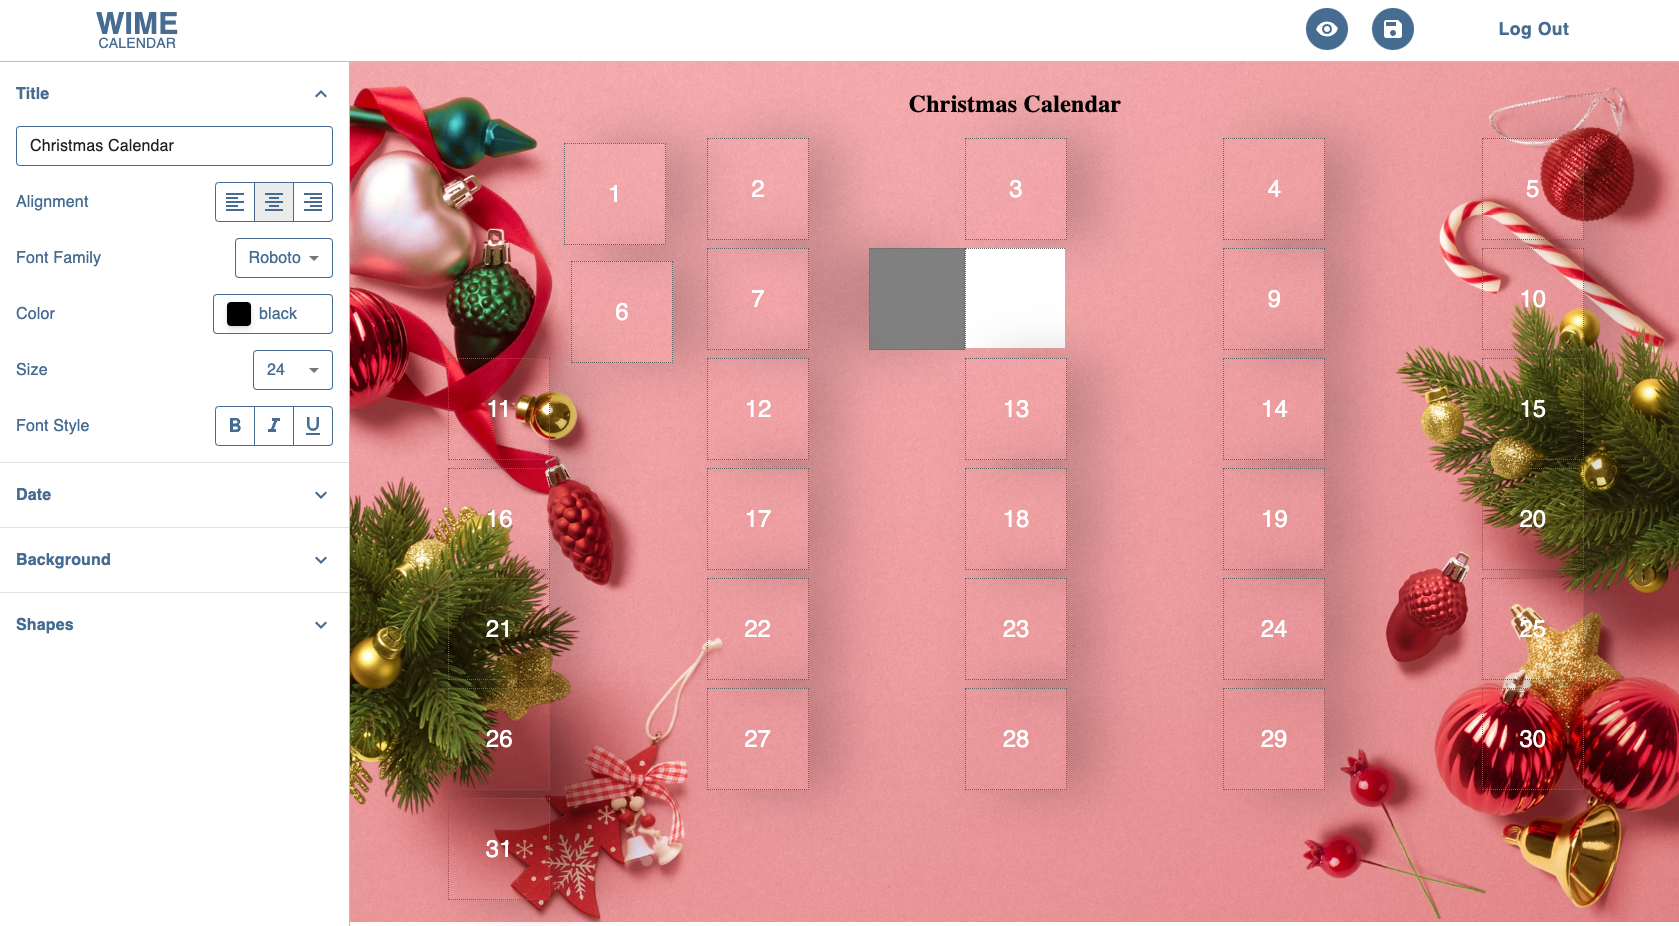 WIME
CALENDAR
Log Out
Title
Christmas Calendar
Alignment
Font Family
Roboto
Color
black
Size
24
Font Style
B I U
Date
Background
Shapes
Christmas Calendar
1 2 3 4 5
6 7 9 10
11 12 13 14 15
16 17 18 19 20
21 22 23 24 25
26 27 28 29 30
31